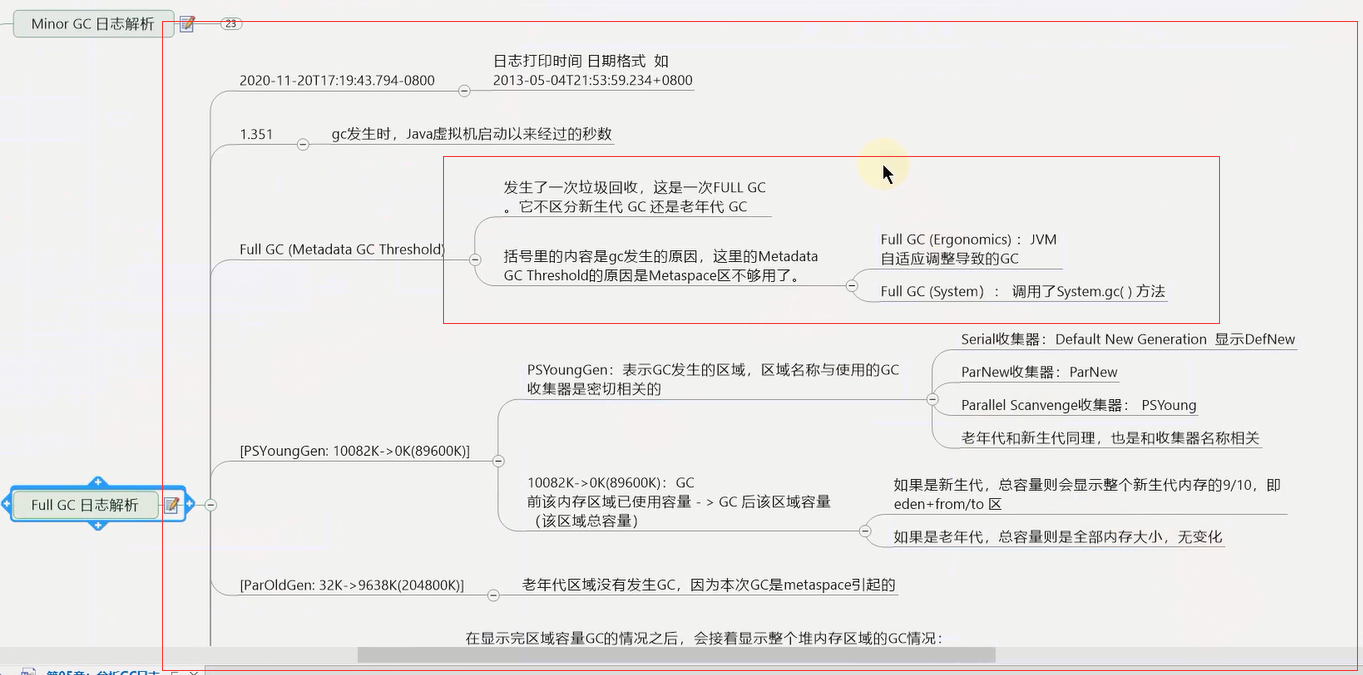 Minor GC 日志解析
23
2020-11-20T17:19:43.794-0800
日志打印时间 日期格式 如
2013-05-04T21:53:59.234+0800
1.351
gc发生时，Java虚拟机启动以来经过的秒数
Full GC (Metadata GC Threshold)
发生了一次垃圾回收，这是一次FULL GC
。它不区分新生代 GC 还是老年代 GC
括号里的内容是gc发生的原因，这里的Metadata
GC Threshold的原因是Metaspace区不够用了。
Full GC (Ergonomics) ：JVM
自适应调整导致的GC
Full GC (System) ： 调用了System.gc( ) 方法
[PSYoungGen: 10082K->0K(89600K)]
PSYoungGen：表示GC发生的区域，区域名称与使用的GC
收集器是密切相关的
Serial收集器：Default New Generation 显示DefNew
ParNew收集器：ParNew
Parallel Scanvenge收集器： PSYoung
老年代和新生代同理，也是和收集器名称相关
10082K->0K(89600K)：GC
前该内存区域已使用容量 - > GC 后该区域容量
（该区域总容量）
如果是新生代，总容量则会显示整个新生代内存的9/10，即
eden+from/to 区
如果是老年代，总容量则是全部内存大小，无变化
Full GC 日志解析
[ParOldGen: 32K->9638K(204800K)]
老年代区域没有发生GC，因为本次GC是metaspace引起的
在显示完区域容量GC的情况之后，会接着显示整个堆内存区域的GC情况：
第05章：分析GC日志